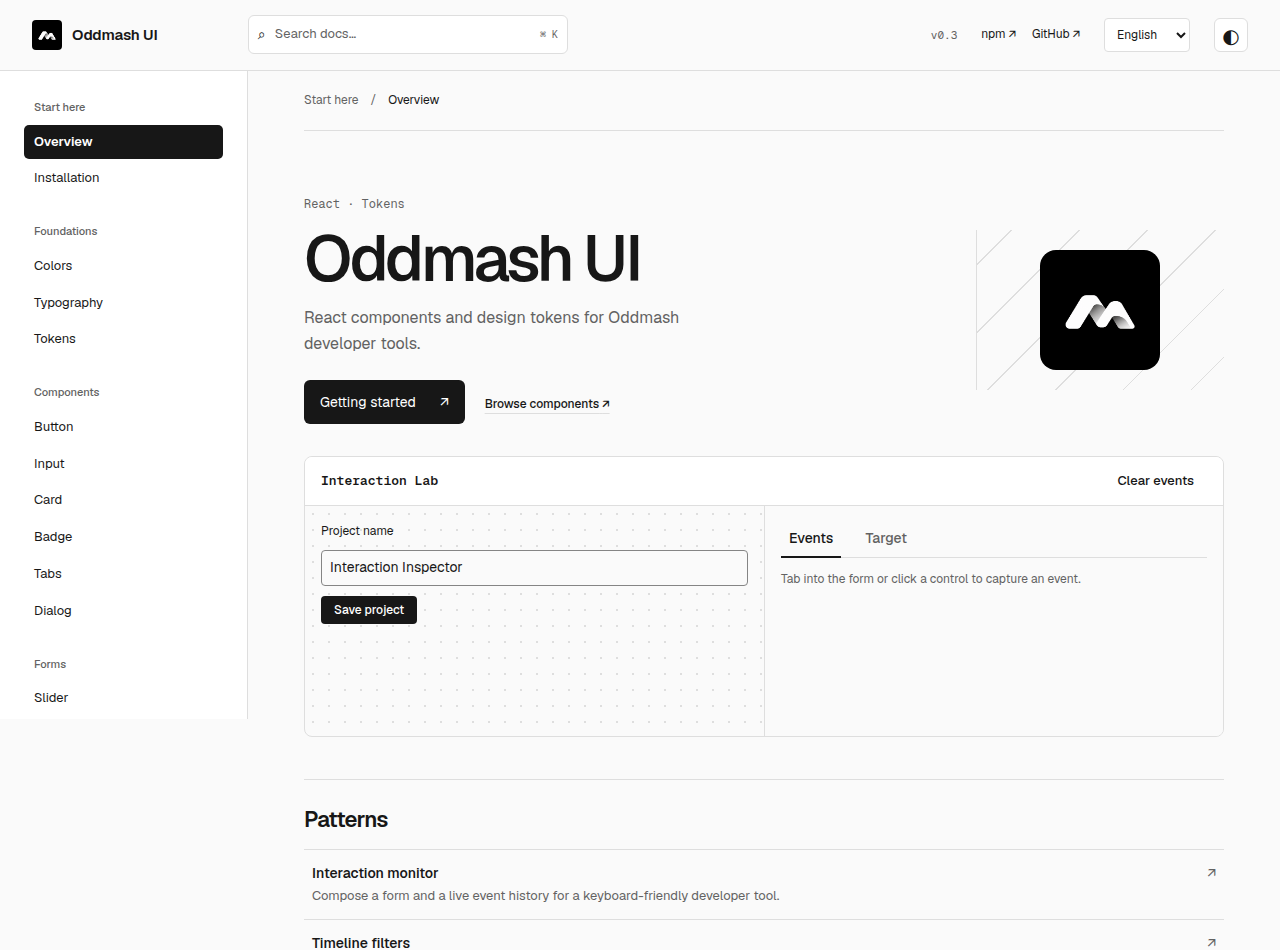 Oddmash UI
Search docs…
⌘ K
v0.3
npm
GitHub
English
Start here
Overview
Installation
Foundations
Colors
Typography
Tokens
Components
Button
Input
Card
Badge
Tabs
Dialog
Forms
Slider
Start here / Overview
React · Tokens
Oddmash UI
React components and design tokens for Oddmash
developer tools.
Getting started
Browse components
Interaction Lab
Clear events
Project name
Interaction Inspector
Save project
Events
Target
Tab into the form or click a control to capture an event.
Patterns
Interaction monitor
Compose a form and a live event history for a keyboard-friendly developer tool.
Timeline filters